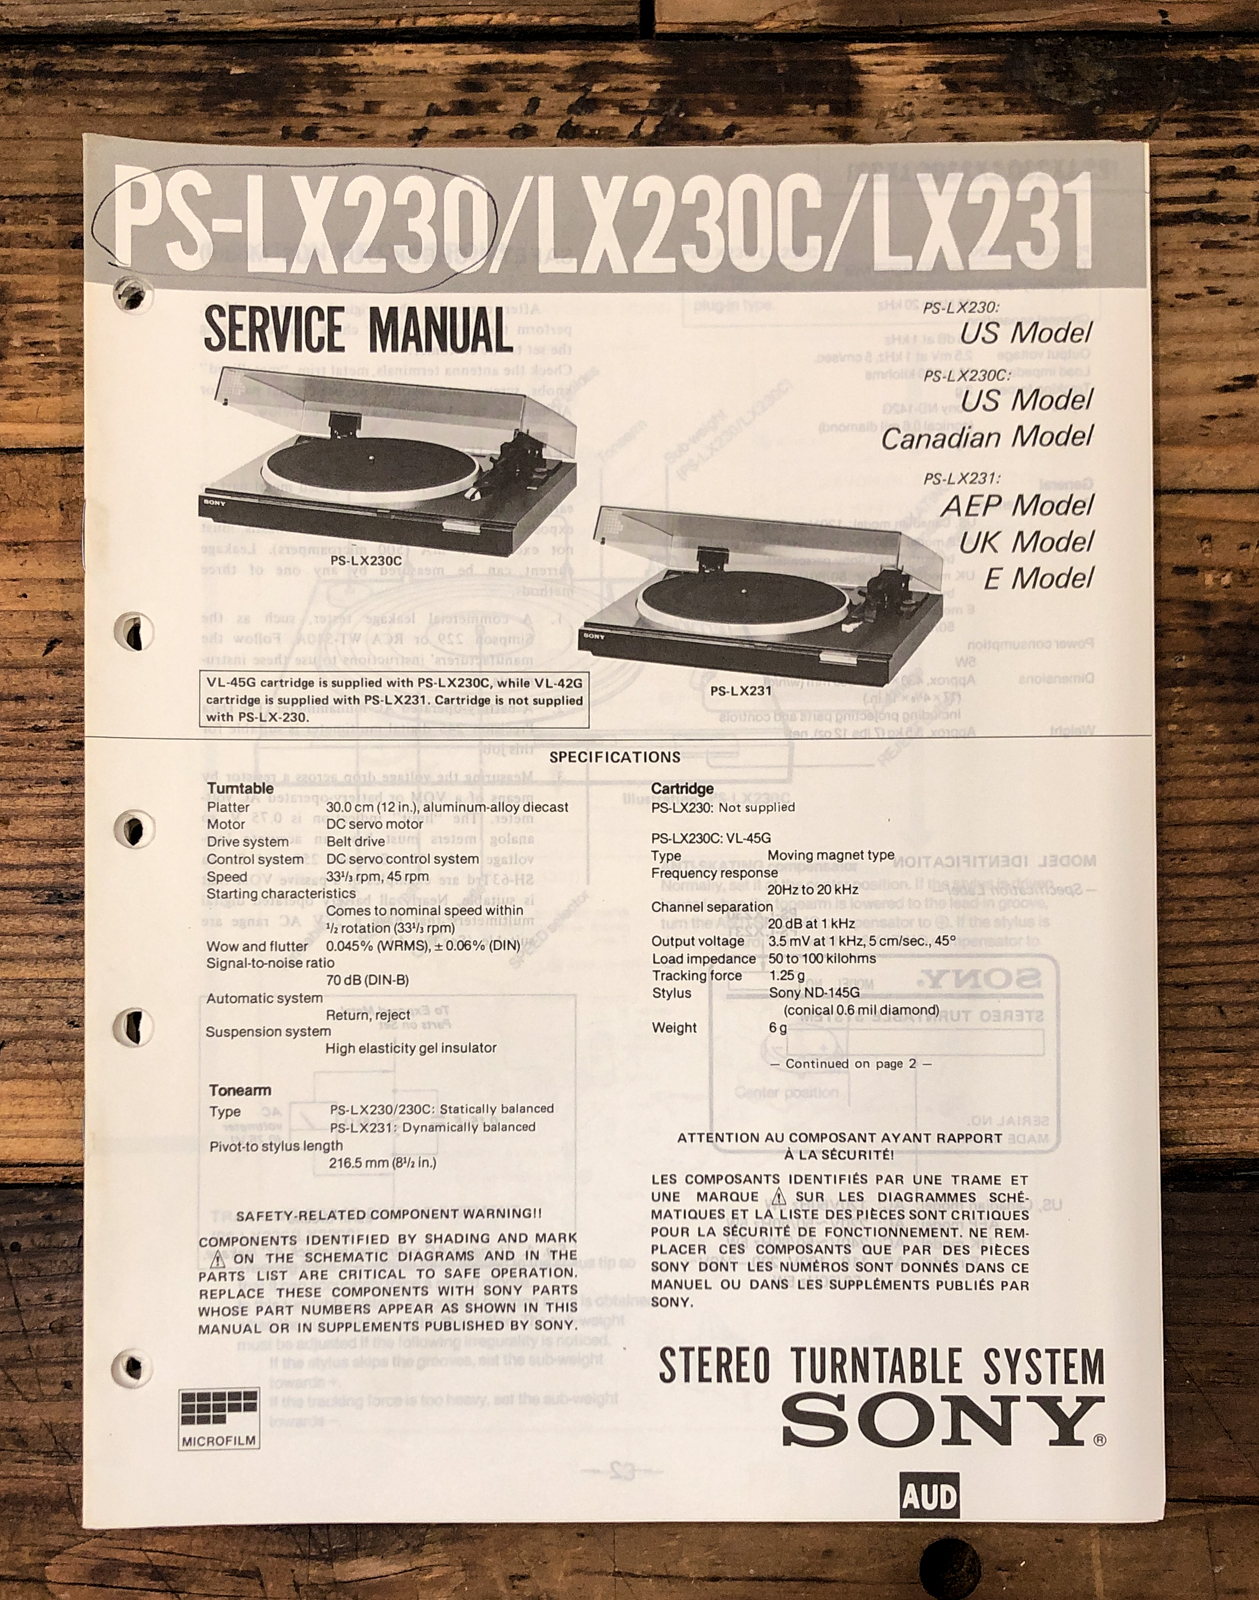 PS-LX230/LX230C/LX231
SERVICE MANUAL
PS-LX230:
US Model
PS-LX230C:
US Model
Canadian Model
PS-LX231:
AEP Model
UK Model
E Model
SONY
PS-LX230C
SONY
PS-LX231
VL-45G cartridge is supplied with PS-LX230C, while VL-42G
cartridge is supplied with PS-LX231. Cartridge is not supplied
with PS-LX-230.
SPECIFICATIONS
Turntable
Platter 30.0 cm (12 in.), aluminum-alloy diecast
Motor DC servo motor
Drive system Belt drive
Control system DC servo control system
Speed 33¹/₃ rpm, 45 rpm
Starting characteristics
Comes to nominal speed within
¹/₂ rotation (33¹/₃ rpm)
Wow and flutter 0.045% (WRMS), ± 0.06% (DIN)
Signal-to-noise ratio
70 dB (DIN-B)
Automatic system
Return, reject
Suspension system
High elasticity gel insulator
Tonearm
Type PS-LX230/230C: Statically balanced
PS-LX231: Dynamically balanced
Pivot-to stylus length
216.5 mm (8¹/₂ in.)
SAFETY-RELATED COMPONENT WARNING!!
COMPONENTS IDENTIFIED BY SHADING AND MARK
⚠ ON THE SCHEMATIC DIAGRAMS AND IN THE
PARTS LIST ARE CRITICAL TO SAFE OPERATION.
REPLACE THESE COMPONENTS WITH SONY PARTS
WHOSE PART NUMBERS APPEAR AS SHOWN IN THIS
MANUAL OR IN SUPPLEMENTS PUBLISHED BY SONY.
MICROFILM
Cartridge
PS-LX230: Not supplied
PS-LX230C: VL-45G
Type Moving magnet type
Frequency response
20Hz to 20 kHz
Channel separation
20 dB at 1 kHz
Output voltage 3.5 mV at 1 kHz, 5 cm/sec., 45°
Load impedance 50 to 100 kilohms
Tracking force 1.25 g
Stylus Sony ND-145G
(conical 0.6 mil diamond)
Weight 6 g
— Continued on page 2 —
ATTENTION AU COMPOSANT AYANT RAPPORT
À LA SÉCURITÉ!
LES COMPOSANTS IDENTIFIÉS PAR UNE TRAME ET
UNE MARQUE ⚠ SUR LES DIAGRAMMES SCHÉ-
MATIQUES ET LA LISTE DES PIÈCES SONT CRITIQUES
POUR LA SÉCURITÉ DE FONCTIONNEMENT. NE REM-
PLACER CES COMPOSANTS QUE PAR DES PIÈCES
SONY DONT LES NUMÉROS SONT DONNÉS DANS CE
MANUEL OU DANS LES SUPPLÉMENTS PUBLIÉS PAR
SONY.
STEREO TURNTABLE SYSTEM
SONY®
AUD